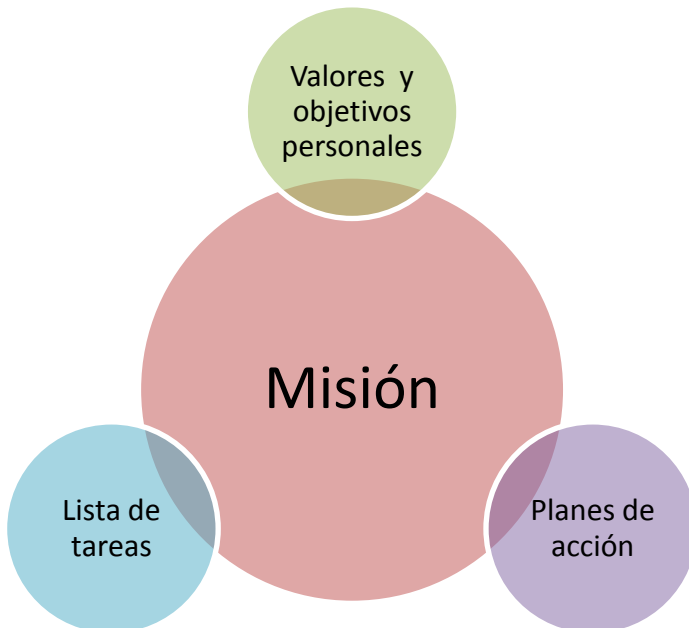 Valores y
objetivos
personales
Misión
Lista de
tareas
Planes de
acción